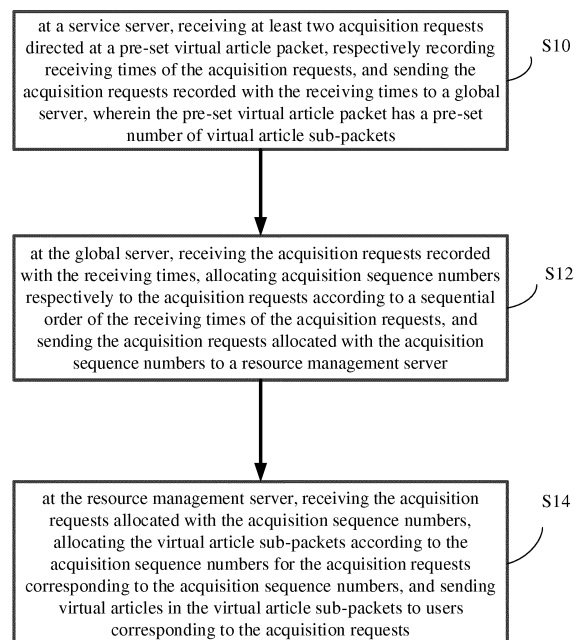 at a service server, receiving at least two acquisition requests
directed at a pre-set virtual article packet, respectively recording
receiving times of the acquisition requests, and sending the
acquisition requests recorded with the receiving times to a global
server, wherein the pre-set virtual article packet has a pre-set
number of virtual article sub-packets
S10
at the global server, receiving the acquisition requests recorded
with the receiving times, allocating acquisition sequence numbers
respectively to the acquisition requests according to a sequential
order of the receiving times of the acquisition requests, and
sending the acquisition requests allocated with the acquisition
sequence numbers to a resource management server
S12
at the resource management server, receiving the acquisition
requests allocated with the acquisition sequence numbers,
allocating the virtual article sub-packets according to the
acquisition sequence numbers for the acquisition requests
corresponding to the acquisition sequence numbers, and sending
virtual articles in the virtual article sub-packets to users
corresponding to the acquisition requests
S14